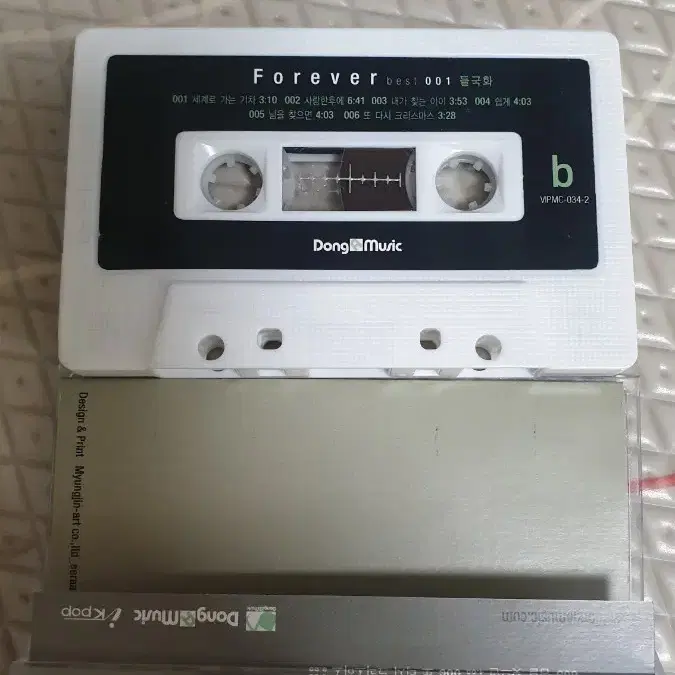 Forever best 001 들국화
001 세계로 가는 기차 3:10 002 사랑한후에 6:41 003 내가 찾는 아이 3:53 004 쉽게 4:03
005 님을 찾으면 4:03 006 또 다시 크리스마스 3:28
b
VIPMC-034-2
Dong Music
Design & Print Myungjin-art co.,ltd
Dong Music i Kpop